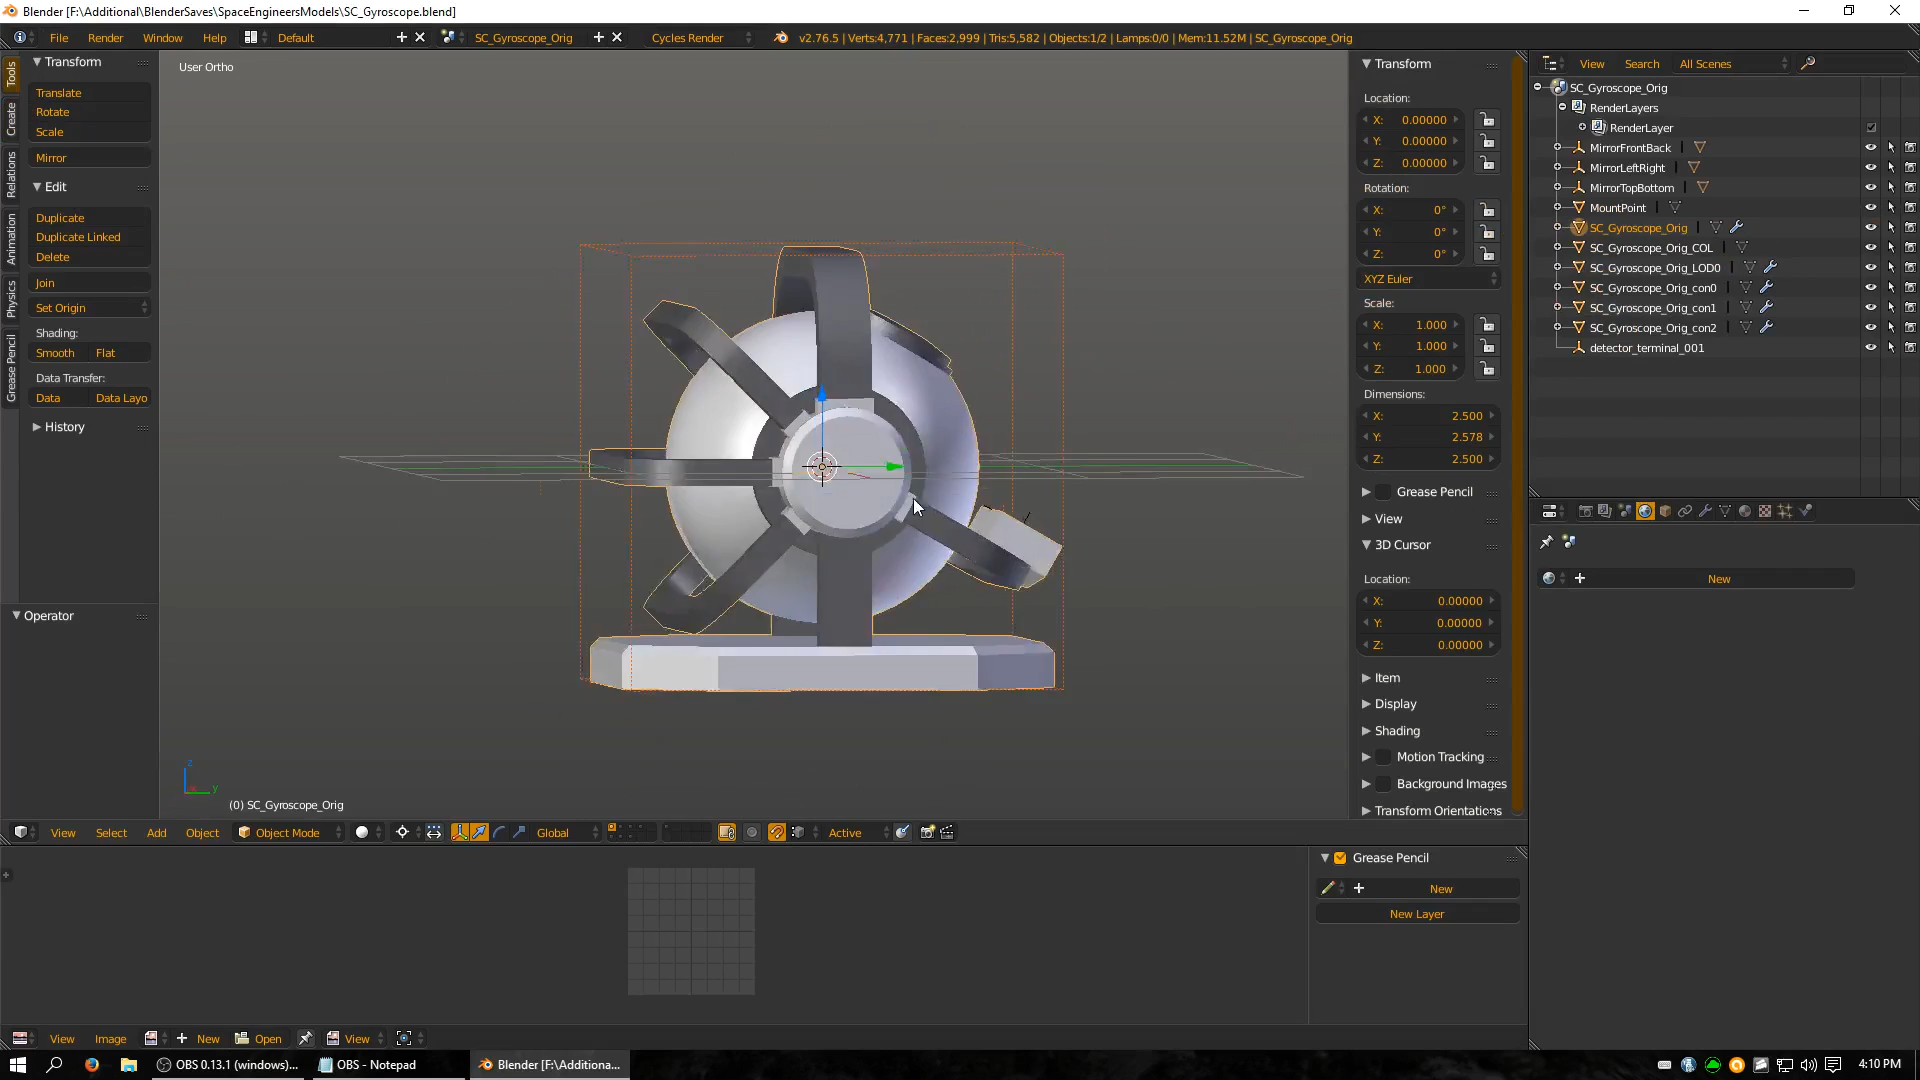 Blender [F:\Additional\BlenderSaves\SpaceEngineersModels\SC_Gyroscope.blend]
File Render Window Help Default SC_Gyroscope_Orig Cycles Render v2.76.5 | Verts:4,771 | Faces:2,999 | Tris:5,582 | Objects:1/2 | Lamps:0/0 | Mem:11.52M | SC_Gyroscope_Orig
Tools
Create
Relations
Animation
Physics
Grease Pencil
Transform
Translate
Rotate
Scale
Mirror
Edit
Duplicate
Duplicate Linked
Delete
Join
Set Origin
Shading:
Smooth Flat
Data Transfer:
Data Data Layo
History
Operator
User Ortho
z
y
(0) SC_Gyroscope_Orig
Transform
Location:
X: 0.00000
Y: 0.00000
Z: 0.00000
Rotation:
X: 0°
Y: 0°
Z: 0°
XYZ Euler
Scale:
X: 1.000
Y: 1.000
Z: 1.000
Dimensions:
X: 2.500
Y: 2.578
Z: 2.500
Grease Pencil
View
3D Cursor
Location:
X: 0.00000
Y: 0.00000
Z: 0.00000
Item
Display
Shading
Motion Tracking
Background Images
Transform Orientations
View Search All Scenes
SC_Gyroscope_Orig
RenderLayers
RenderLayer
MirrorFrontBack
MirrorLeftRight
MirrorTopBottom
MountPoint
SC_Gyroscope_Orig
SC_Gyroscope_Orig_COL
SC_Gyroscope_Orig_LOD0
SC_Gyroscope_Orig_con0
SC_Gyroscope_Orig_con1
SC_Gyroscope_Orig_con2
detector_terminal_001
New
View Select Add Object Object Mode Global Active
Grease Pencil
New
New Layer
View Image New Open View
OBS 0.13.1 (windows)... OBS - Notepad Blender [F:\Additiona... 4:10 PM